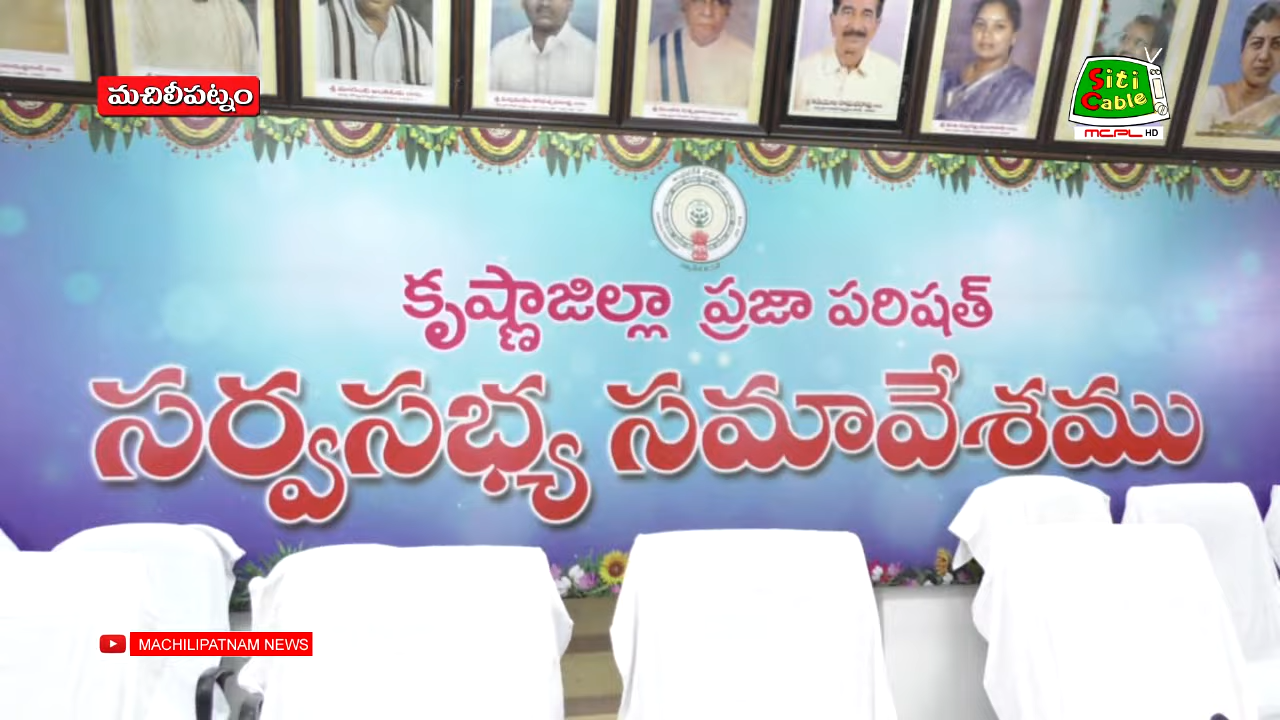 మచిలీపట్నం
Siti
Cable
MCPL HD
కృష్ణాజిల్లా ప్రజా పరిషత్
సర్వసభ్య సమావేశము
MACHILIPATNAM NEWS